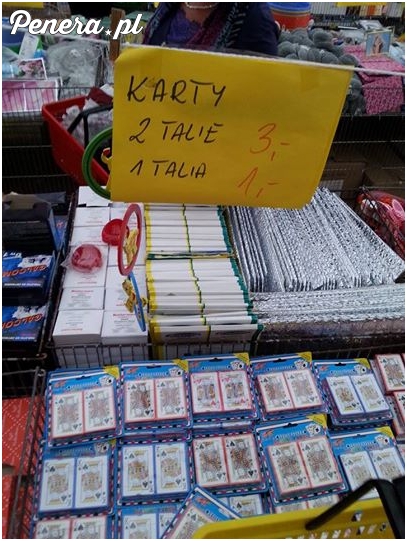 Penera.pl
KARTY
2 TALIE 3,-
1 TALIA 1,-